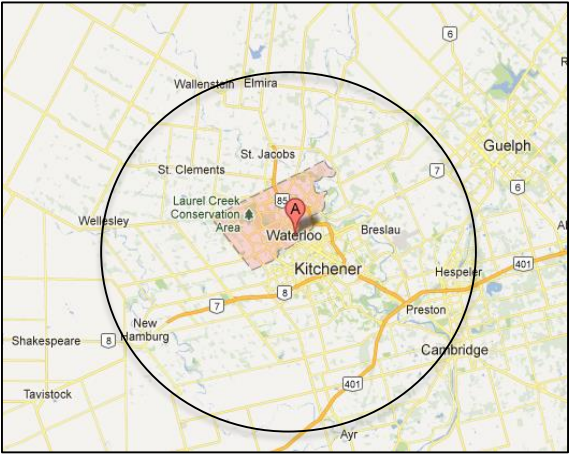 6
R
Wallenstein
Elmira
Guelph
St. Jacobs
7
St. Clements
6
Laurel Creek
Conservation
Area
85
A
Wellesley
Waterloo
Breslau
Al
Kitchener
401
Hespeler
8
7
Preston
New
Hamburg
Shakespeare
8
Cambridge
401
Tavistock
Ayr